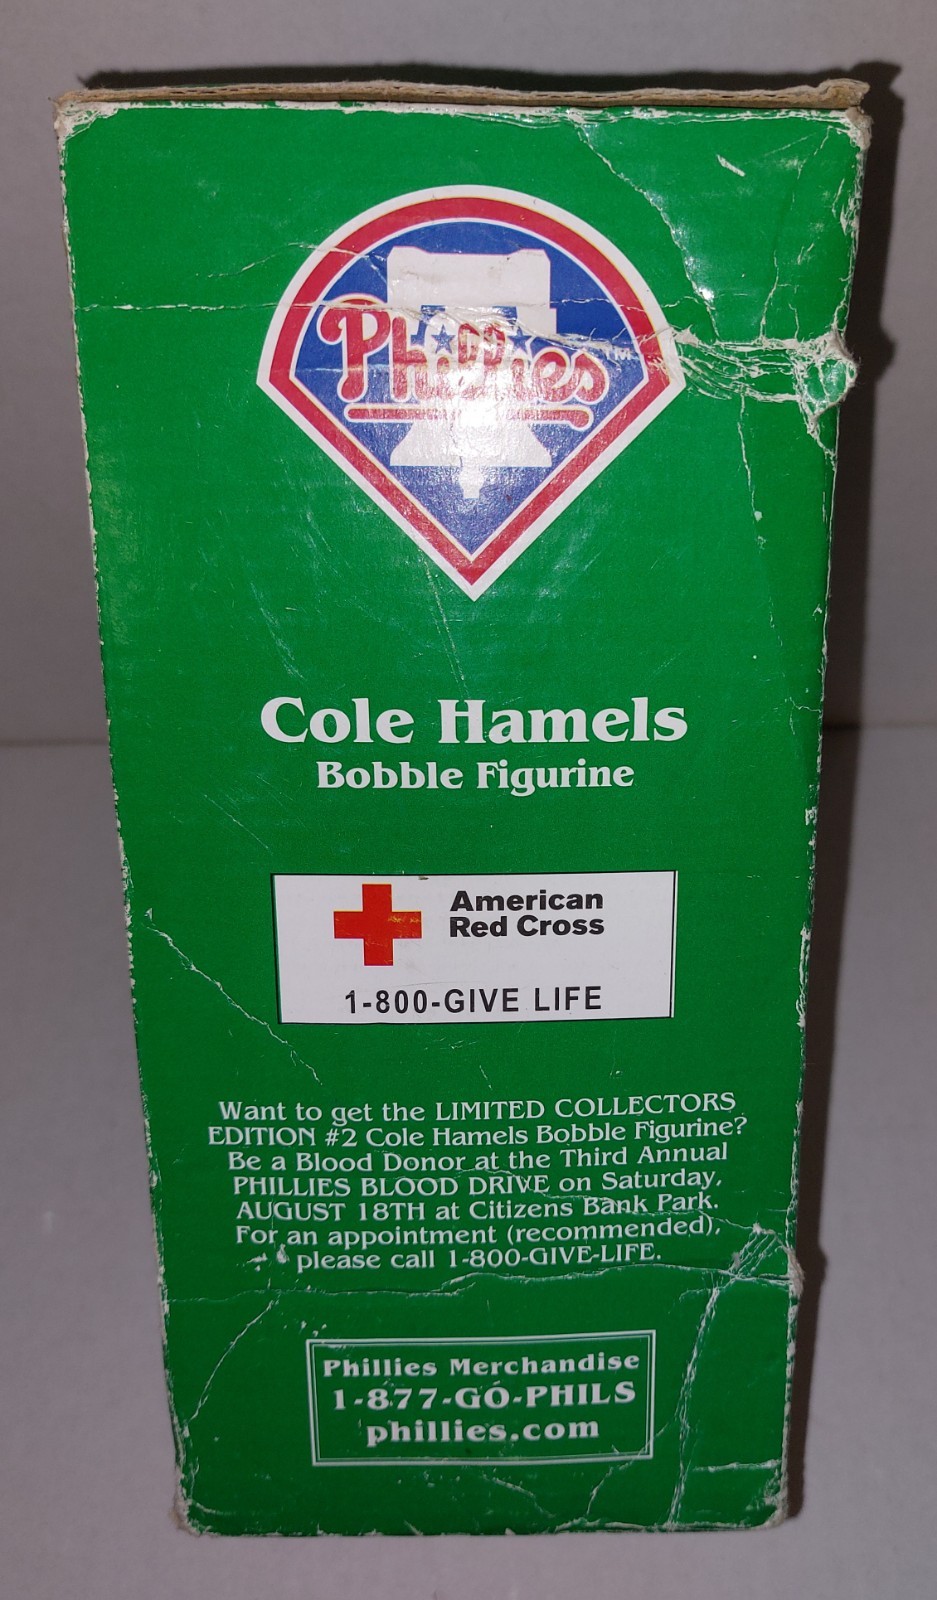 Phillies™
Cole Hamels
Bobble Figurine
American
Red Cross
1-800-GIVE LIFE
Want to get the LIMITED COLLECTORS
EDITION #2 Cole Hamels Bobble Figurine?
Be a Blood Donor at the Third Annual
PHILLIES BLOOD DRIVE on Saturday,
AUGUST 18TH at Citizens Bank Park.
For an appointment (recommended),
please call 1-800-GIVE-LIFE.
Phillies Merchandise
1-877-GO-PHILS
phillies.com